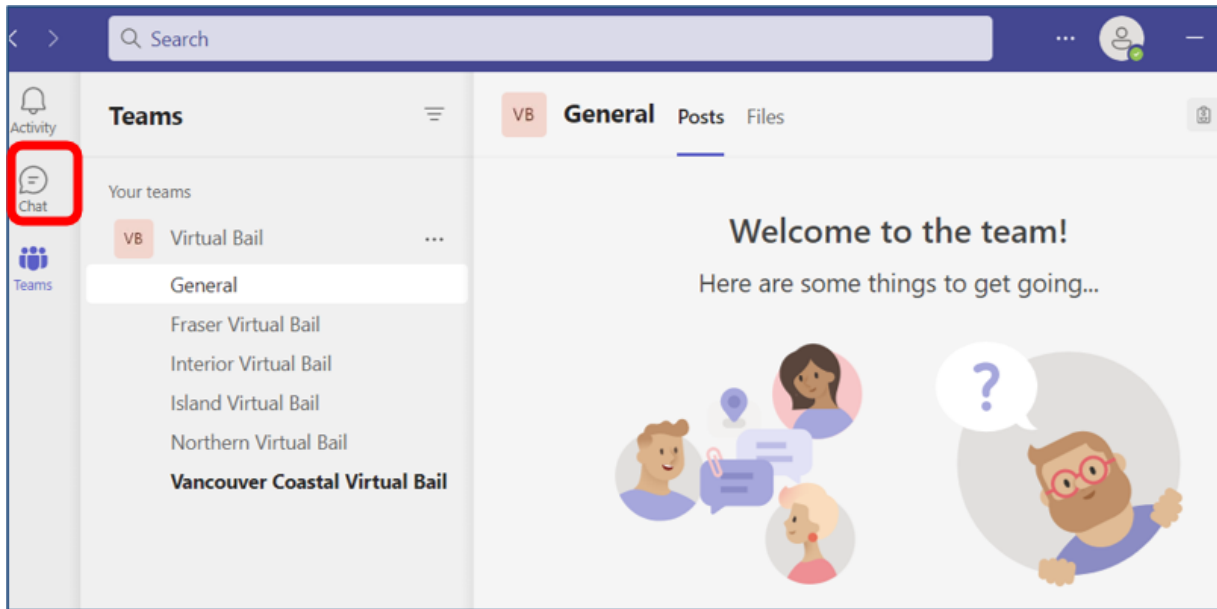 Search
Activity
Chat
Teams
Teams
Your teams
VB Virtual Bail
General
Fraser Virtual Bail
Interior Virtual Bail
Island Virtual Bail
Northern Virtual Bail
Vancouver Coastal Virtual Bail
VB General Posts Files
Welcome to the team!
Here are some things to get going...
?